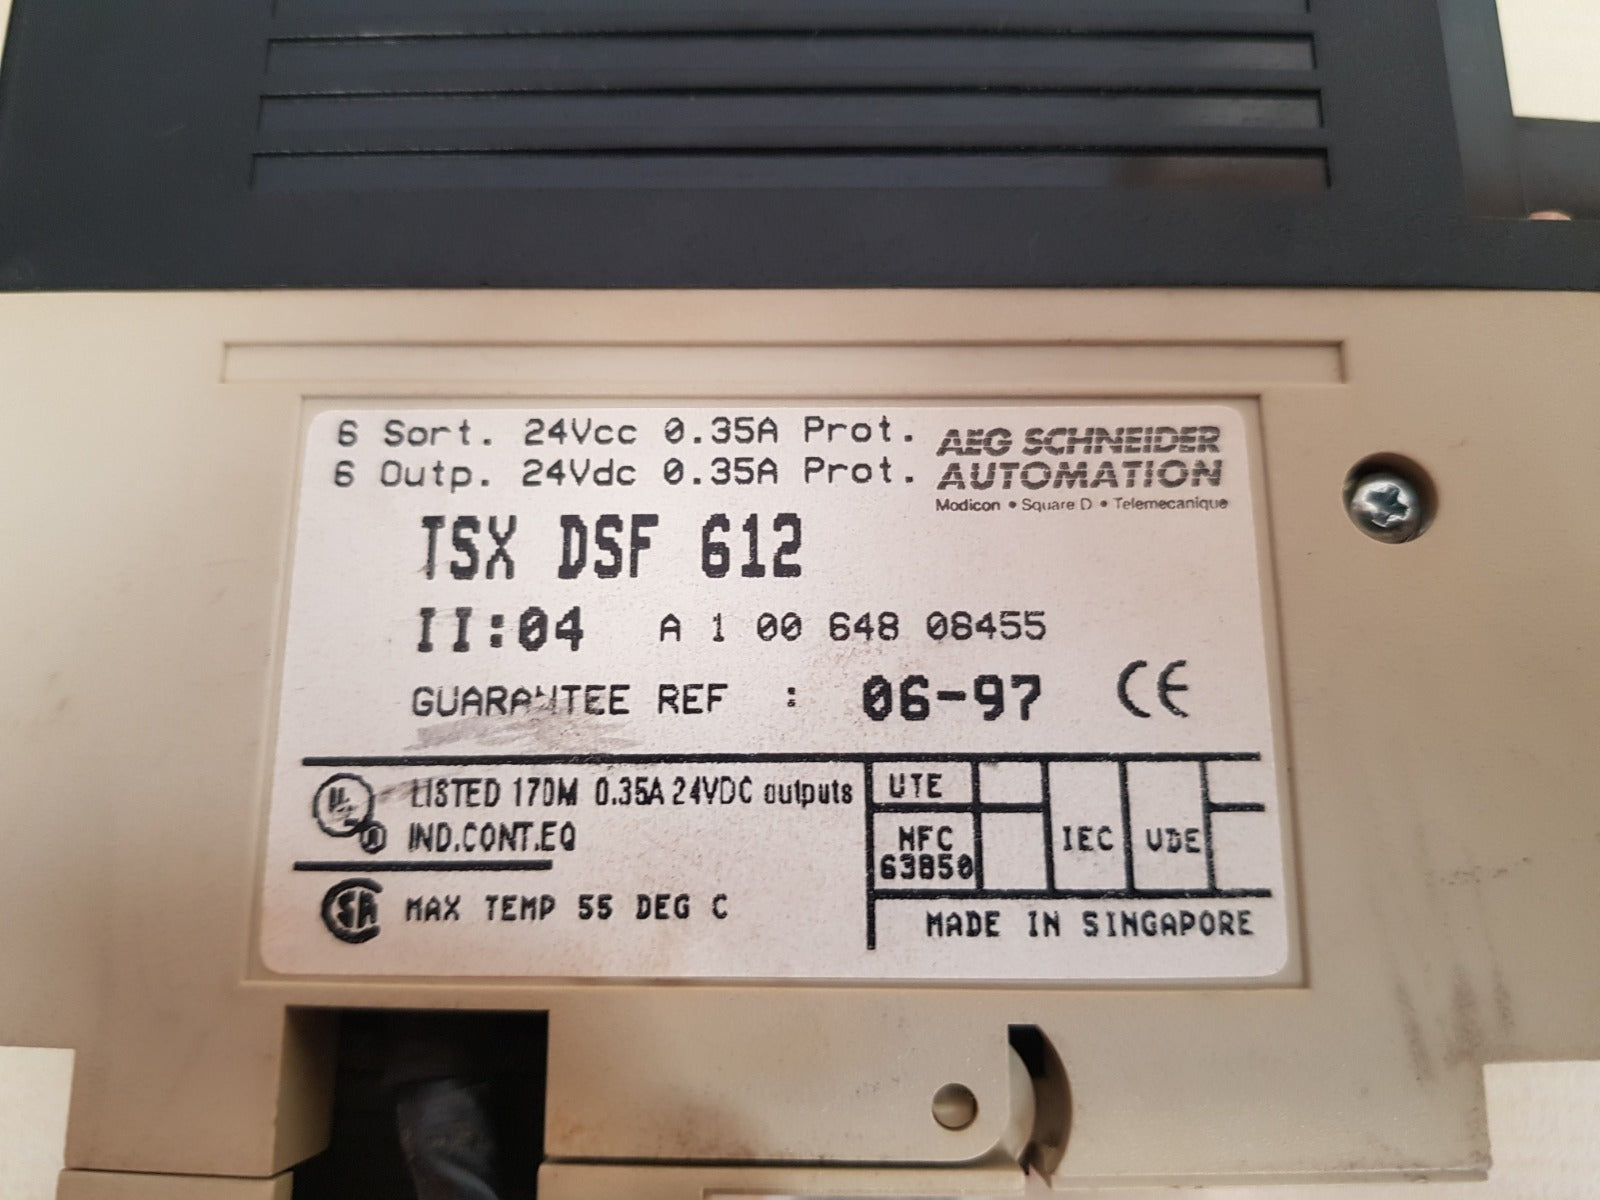 6 Sort. 24Vcc 0.35A Prot.
6 Outp. 24Vdc 0.35A Prot.
AEG SCHNEIDER
AUTOMATION
Modicon • Square D • Telemecanique
TSX DSF 612
II:04 A 1 00 648 08455
GUARANTEE REF : 06-97 CE
UL LISTED 170M 0.35A 24VDC outputs
IND.CONT.EQ
SA MAX TEMP 55 DEG C
UTE
NFC
63850
IEC
VDE
MADE IN SINGAPORE